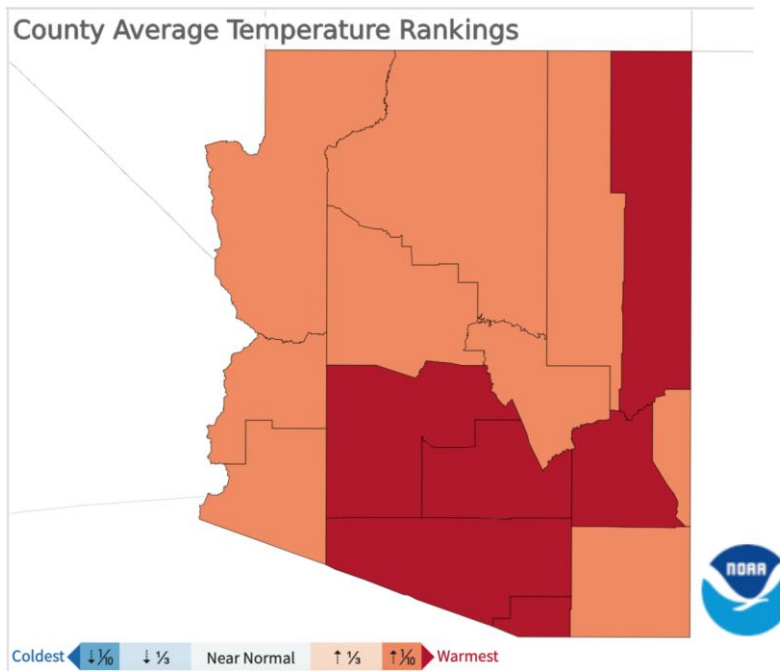 County Average Temperature Rankings
NOAA
Coldest ↓⅒ ↓⅓ Near Normal ↑⅓ ↑⅒ Warmest